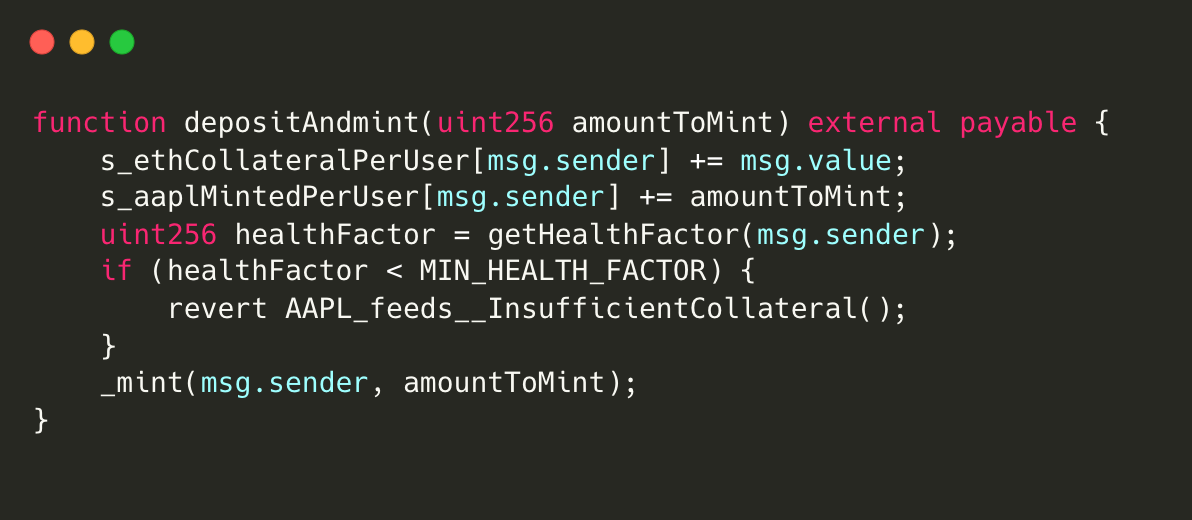 function depositAndmint(uint256 amountToMint) external payable {
    s_ethCollateralPerUser[msg.sender] += msg.value;
    s_aaplMintedPerUser[msg.sender] += amountToMint;
    uint256 healthFactor = getHealthFactor(msg.sender);
    if (healthFactor < MIN_HEALTH_FACTOR) {
        revert AAPL_feeds__InsufficientCollateral();
    }
    _mint(msg.sender, amountToMint);
}